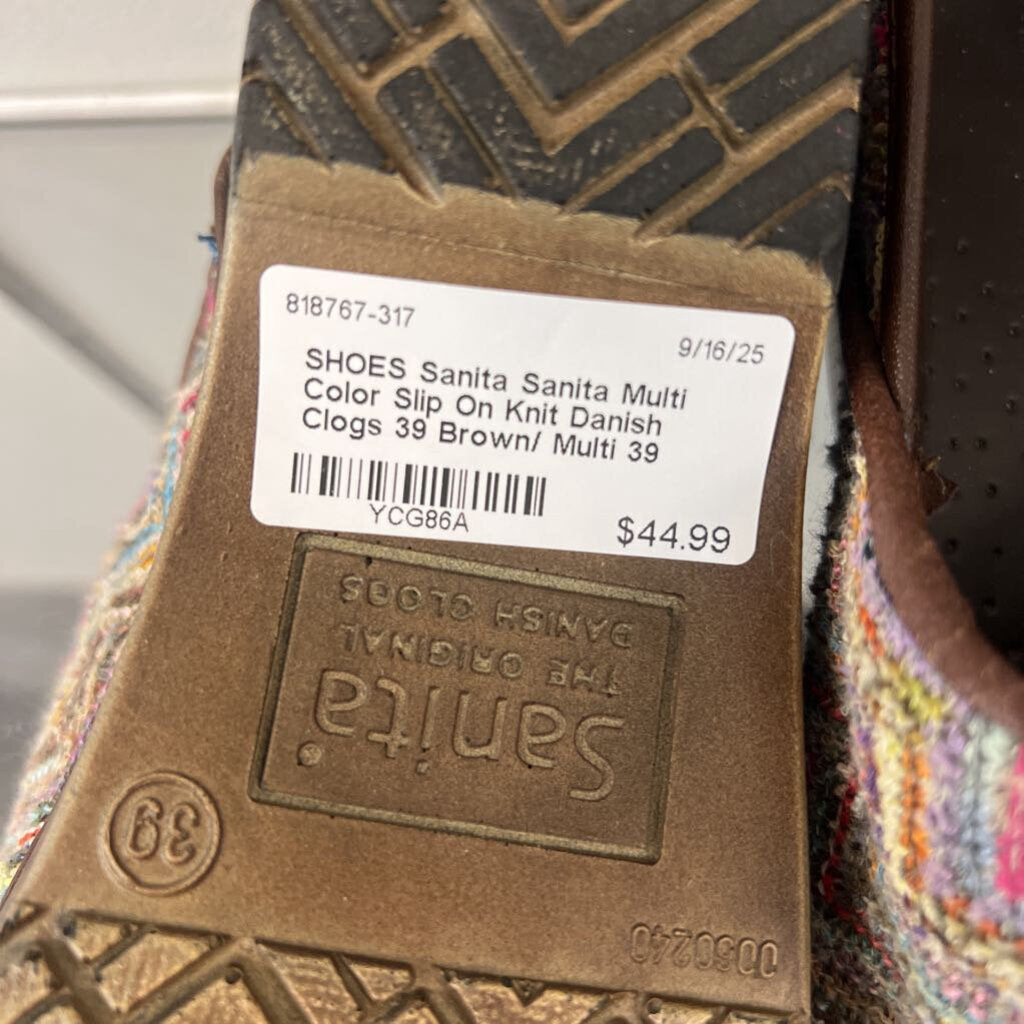 818767-317
9/16/25
SHOES Sanita Sanita Multi
Color Slip On Knit Danish
Clogs 39 Brown/ Multi 39
YCG86A
$44.99
Sanita
THE ORIGINAL
DANISH CLOGS
39
0050240